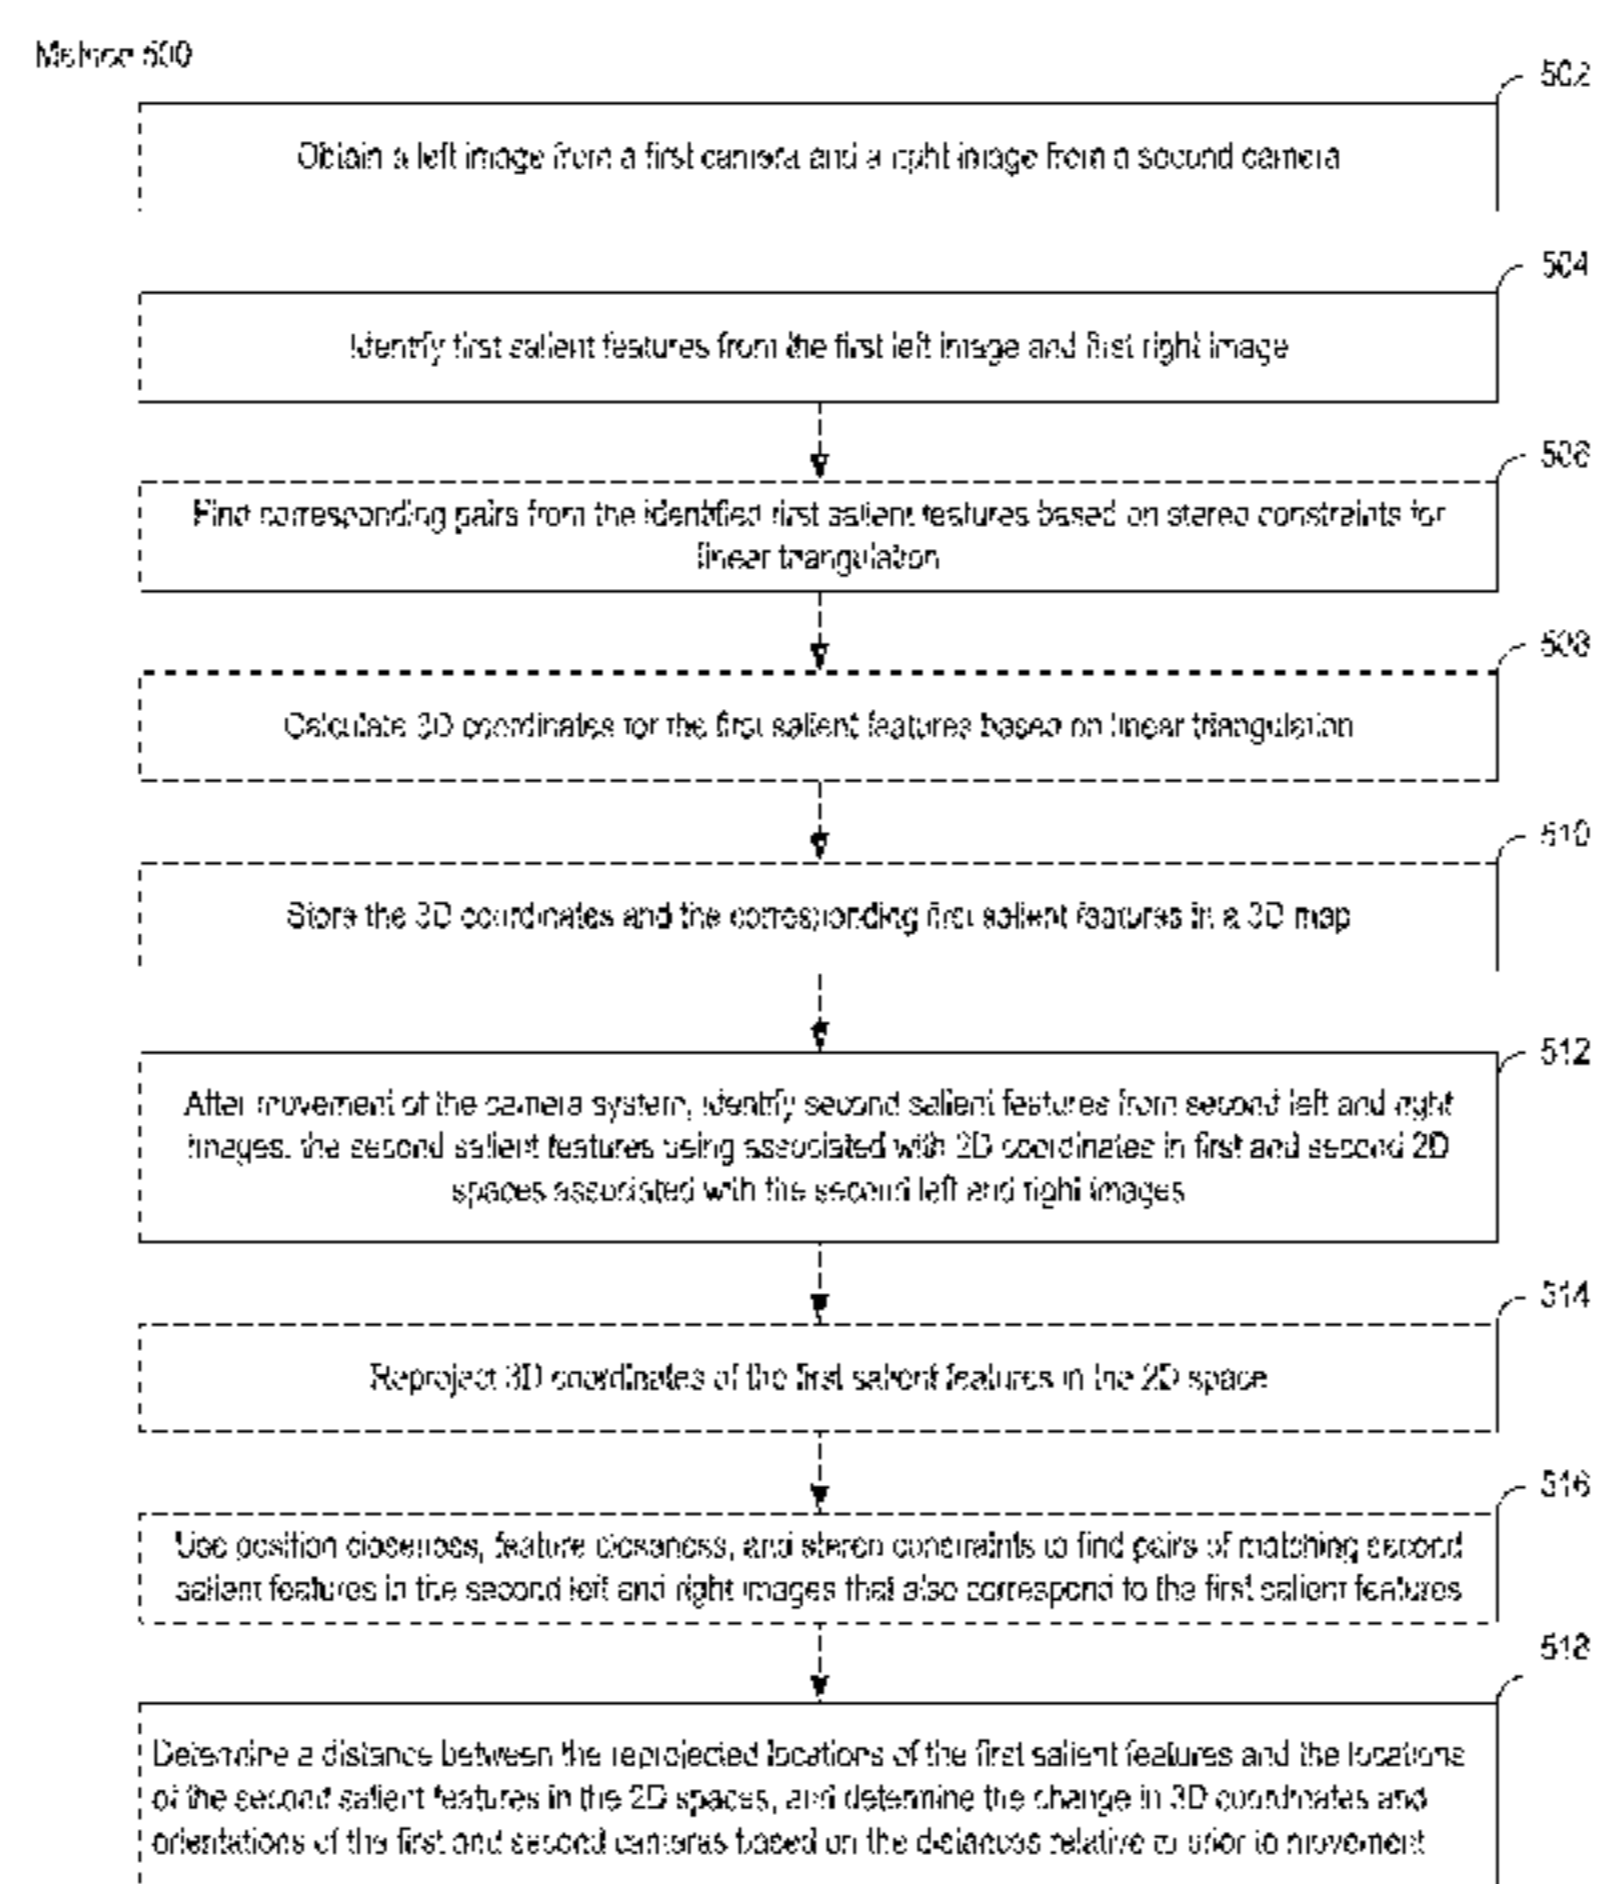 Method 500
502
Obtain a left image from a first camera and a right image from a second camera
504
Identify first salient features from the first left image and first right image
506
Find corresponding pairs from the identified first salient features based on stereo constraints for
linear triangulation
508
Calculate 3D coordinates for the first salient features based on linear triangulation
510
Store the 3D coordinates and the corresponding first salient features in a 3D map
512
After movement of the camera system, identify second salient features from second left and right
images, the second salient features being associated with 2D coordinates in first and second 2D
spaces associated with the second left and right images
514
Reproject 3D coordinates of the first salient features in the 2D space
516
Use position closeness, feature closeness, and stereo constraints to find pairs of matching second
salient features in the second left and right images that also correspond to the first salient features
518
Determine a distance between the reprojected locations of the first salient features and the locations
of the second salient features in the 2D spaces, and determine the change in 3D coordinates and
orientations of the first and second cameras based on the distances relative to prior to movement